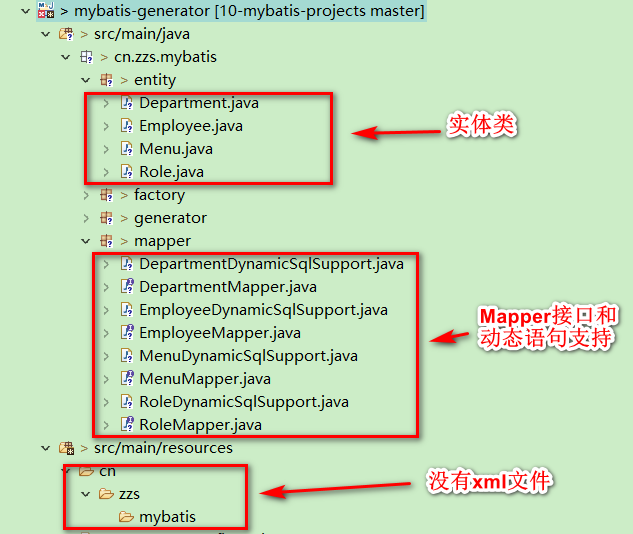 > mybatis-generator [10-mybatis-projects master]
> src/main/java
> cn.zzs.mybatis
> entity
> Department.java
> Employee.java
> Menu.java
> Role.java
实体类
> factory
> generator
> mapper
> DepartmentDynamicSqlSupport.java
> DepartmentMapper.java
> EmployeeDynamicSqlSupport.java
> EmployeeMapper.java
> MenuDynamicSqlSupport.java
> MenuMapper.java
> RoleDynamicSqlSupport.java
> RoleMapper.java
Mapper接口和
动态语句支持
> src/main/resources
cn
zzs
mybatis
没有xml文件